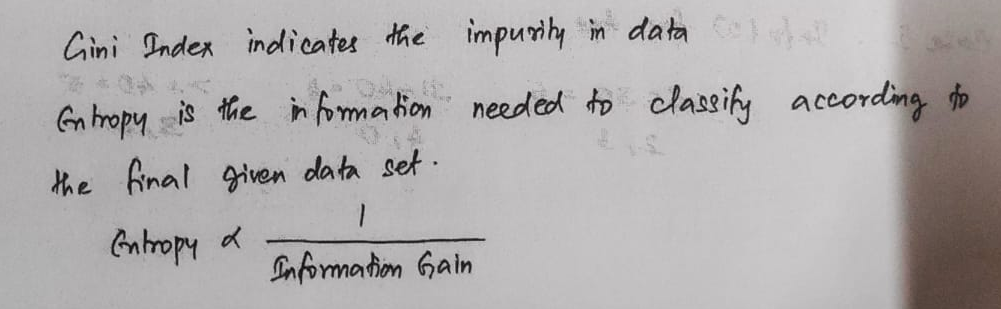 Gini Index indicates the impurity in data
Entropy is the information needed to classify according to
the final given data set.
Entropy ∝ 1 / Information Gain